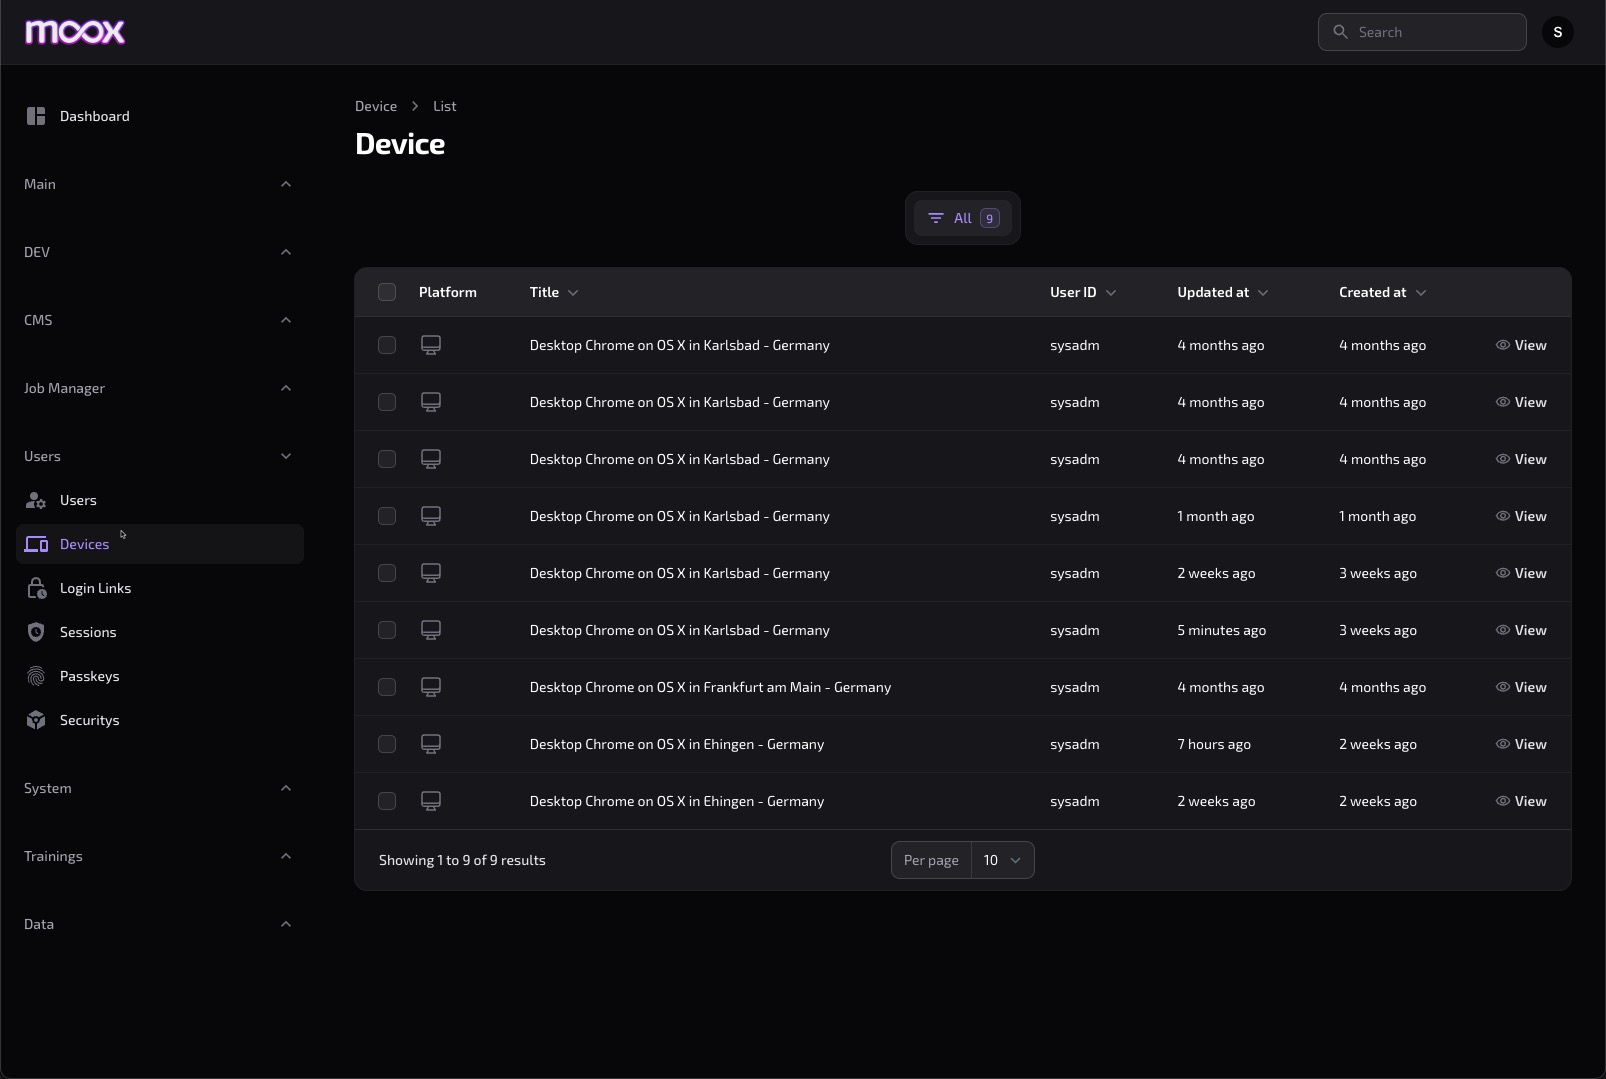 moox
Search
S
Dashboard
Main
DEV
CMS
Job Manager
Users
Users
Devices
Login Links
Sessions
Passkeys
Securitys
System
Trainings
Data
Device List
Device
All 9
Platform Title User ID Updated at Created at
Desktop Chrome on OS X in Karlsbad - Germany sysadm 4 months ago 4 months ago View
Desktop Chrome on OS X in Karlsbad - Germany sysadm 4 months ago 4 months ago View
Desktop Chrome on OS X in Karlsbad - Germany sysadm 4 months ago 4 months ago View
Desktop Chrome on OS X in Karlsbad - Germany sysadm 1 month ago 1 month ago View
Desktop Chrome on OS X in Karlsbad - Germany sysadm 2 weeks ago 3 weeks ago View
Desktop Chrome on OS X in Karlsbad - Germany sysadm 5 minutes ago 3 weeks ago View
Desktop Chrome on OS X in Frankfurt am Main - Germany sysadm 4 months ago 4 months ago View
Desktop Chrome on OS X in Ehingen - Germany sysadm 7 hours ago 2 weeks ago View
Desktop Chrome on OS X in Ehingen - Germany sysadm 2 weeks ago 2 weeks ago View
Showing 1 to 9 of 9 results Per page 10